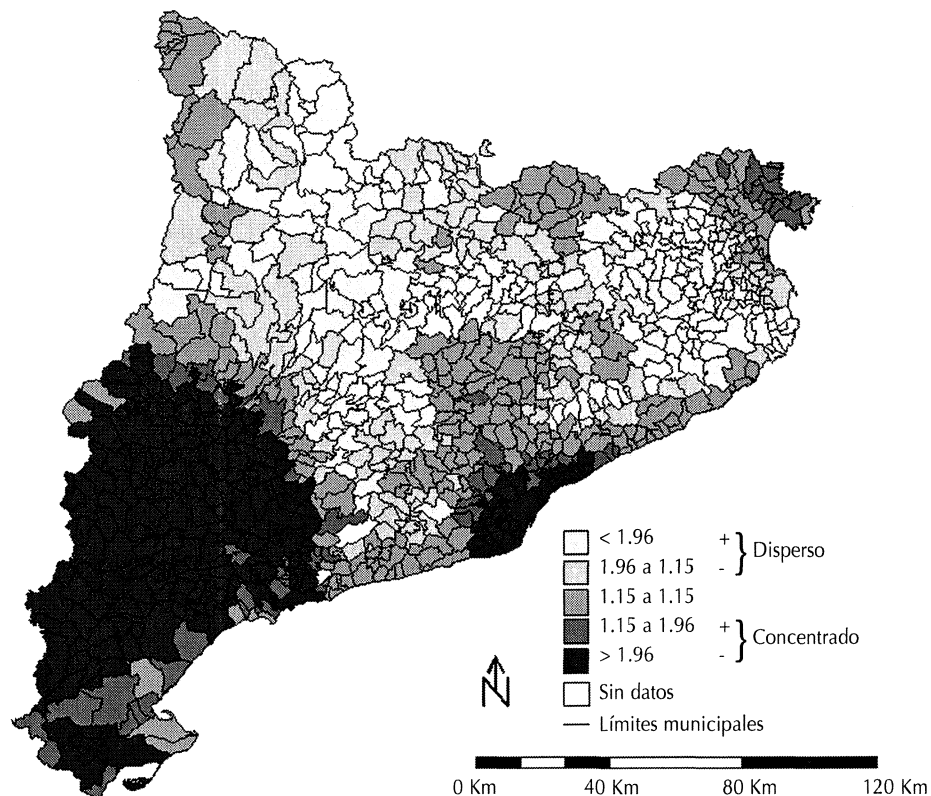 < 1.96 +
1.96 a 1.15 - } Disperso
1.15 a 1.15
1.15 a 1.96 +
> 1.96 - } Concentrado
Sin datos
Límites municipales
N
0 Km 40 Km 80 Km 120 Km